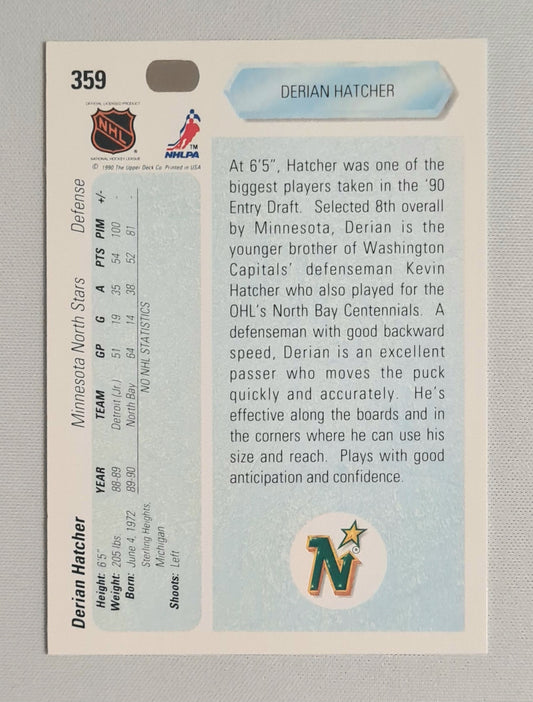 359
OFFICIAL LICENSED PRODUCT
NHL
®
NATIONAL HOCKEY LEAGUE
TM
NHLPA
© 1990 The Upper Deck Co. Printed in USA
DERIAN HATCHER
At 6'5", Hatcher was one of the
biggest players taken in the '90
Entry Draft. Selected 8th overall
by Minnesota, Derian is the
younger brother of Washington
Capitals' defenseman Kevin
Hatcher who also played for the
OHL's North Bay Centennials. A
defenseman with good backward
speed, Derian is an excellent
passer who moves the puck
quickly and accurately. He's
effective along the boards and in
the corners where he can use his
size and reach. Plays with good
anticipation and confidence.
N
®
Derian Hatcher Minnesota North Stars Defense
Height: 6'5"
Weight: 205 lbs.
Born: June 4, 1972
Sterling Heights,
Michigan
Shoots: Left
YEAR TEAM GP G A PTS PIM +/-
88-89 Detroit (Jr.) 51 19 35 54 100 -
89-90 North Bay 64 14 38 52 81 -
NO NHL STATISTICS